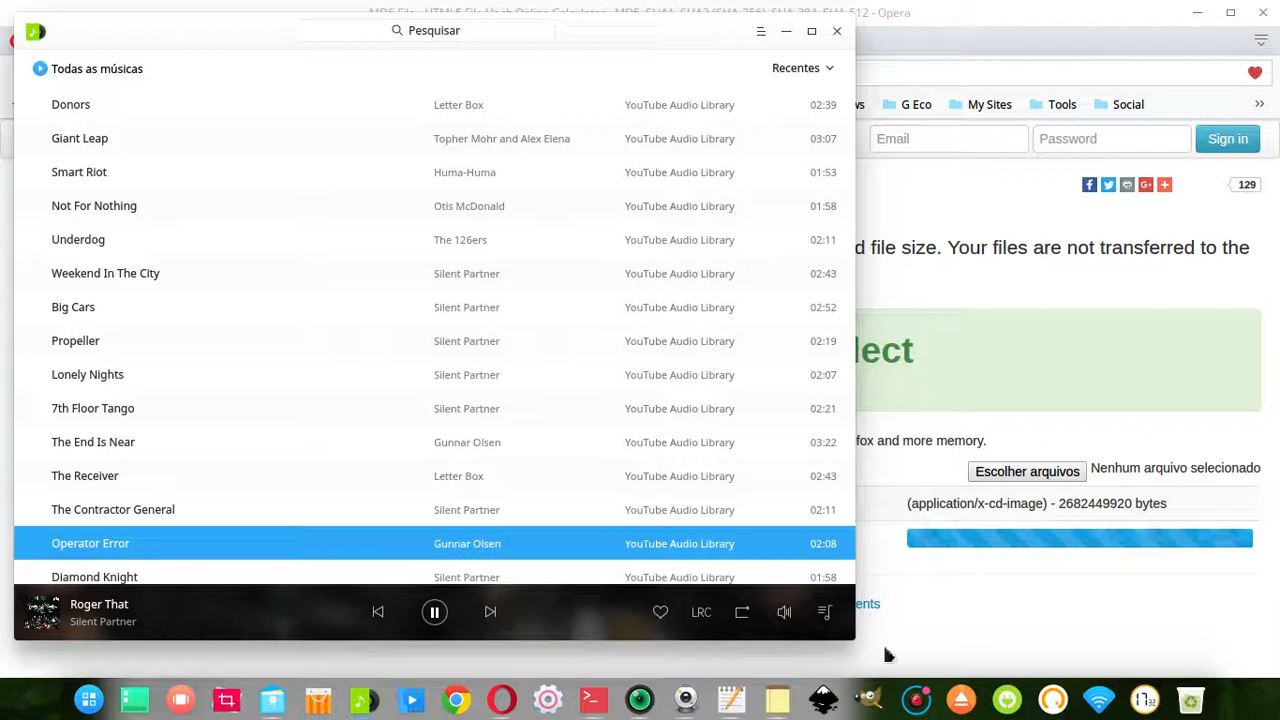 MD5 File - HTML5 File Hash Online Calculator - MD5, SHA1, SHA2 (SHA-256), SHA-384, SHA-512 - Opera
Pesquisar
Todas as músicas
Recentes
Donors Letter Box YouTube Audio Library 02:39
Giant Leap Topher Mohr and Alex Elena YouTube Audio Library 03:07
Smart Riot Huma-Huma YouTube Audio Library 01:53
Not For Nothing Otis McDonald YouTube Audio Library 01:58
Underdog The 126ers YouTube Audio Library 02:11
Weekend In The City Silent Partner YouTube Audio Library 02:43
Big Cars Silent Partner YouTube Audio Library 02:52
Propeller Silent Partner YouTube Audio Library 02:19
Lonely Nights Silent Partner YouTube Audio Library 02:07
7th Floor Tango Silent Partner YouTube Audio Library 02:21
The End Is Near Gunnar Olsen YouTube Audio Library 03:22
The Receiver Letter Box YouTube Audio Library 02:43
The Contractor General Silent Partner YouTube Audio Library 02:11
Operator Error Gunnar Olsen YouTube Audio Library 02:08
Diamond Knight Silent Partner YouTube Audio Library 01:58
Roger That
Silent Partner
LRC
ws G Eco My Sites Tools Social
Email Password Sign in
129
d file size. Your files are not transferred to the
lect
fox and more memory.
Escolher arquivos Nenhum arquivo selecionado
(application/x-cd-image) - 2682449920 bytes
ents
17 32